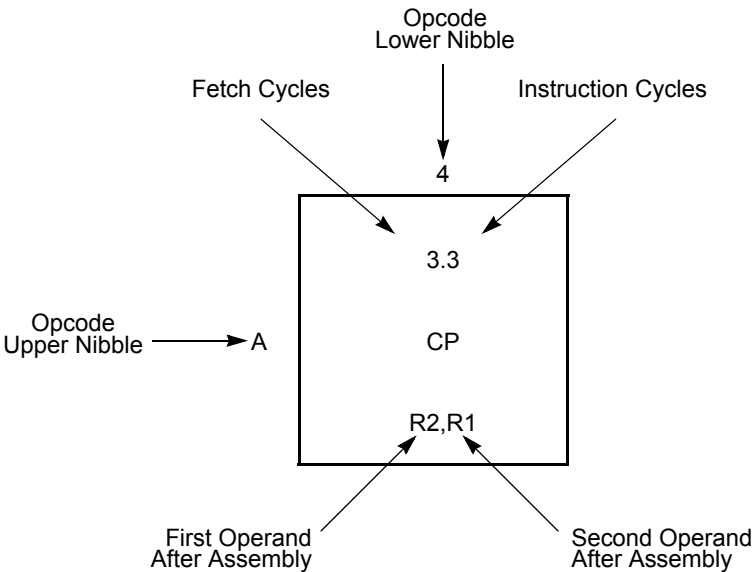 Opcode
Lower Nibble
Fetch Cycles
Instruction Cycles
4
3.3
Opcode
Upper Nibble
A
CP
R2,R1
First Operand
After Assembly
Second Operand
After Assembly